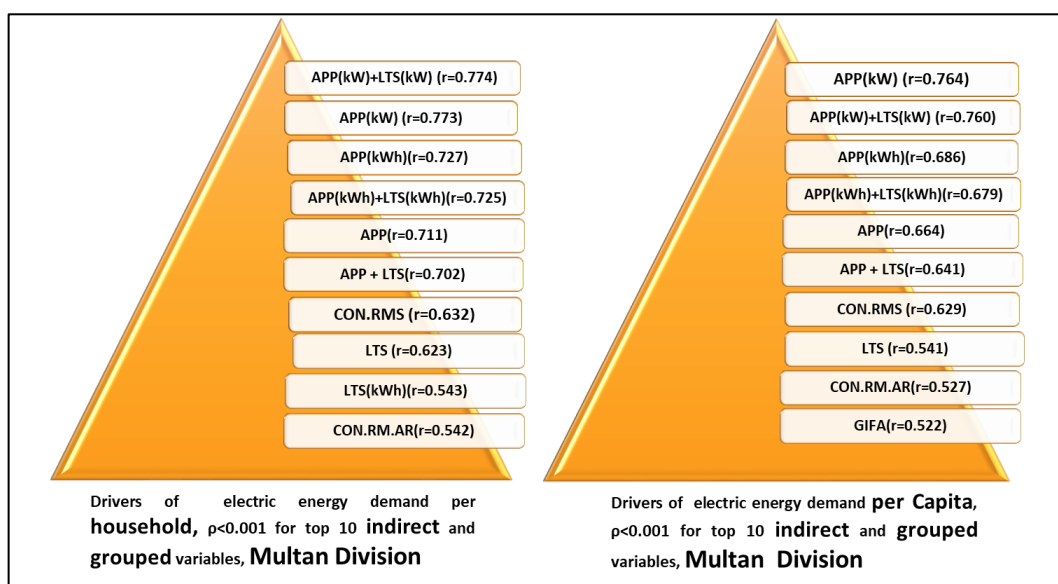 APP(kW)+LTS(kW) (r=0.774)
APP(kW) (r=0.773)
APP(kWh)(r=0.727)
APP(kWh)+LTS(kWh)(r=0.725)
APP(r=0.711)
APP + LTS(r=0.702)
CON.RMS (r=0.632)
LTS (r=0.623)
LTS(kWh)(r=0.543)
CON.RM.AR(r=0.542)
Drivers of electric energy demand per
household, ρ<0.001 for top 10 indirect and
grouped variables, Multan Division
APP(kW) (r=0.764)
APP(kW)+LTS(kW) (r=0.760)
APP(kWh)(r=0.686)
APP(kWh)+LTS(kWh)(r=0.679)
APP(r=0.664)
APP + LTS(r=0.641)
CON.RMS (r=0.629)
LTS (r=0.541)
CON.RM.AR(r=0.527)
GIFA(r=0.522)
Drivers of electric energy demand per Capita,
ρ<0.001 for top 10 indirect and grouped
variables, Multan Division